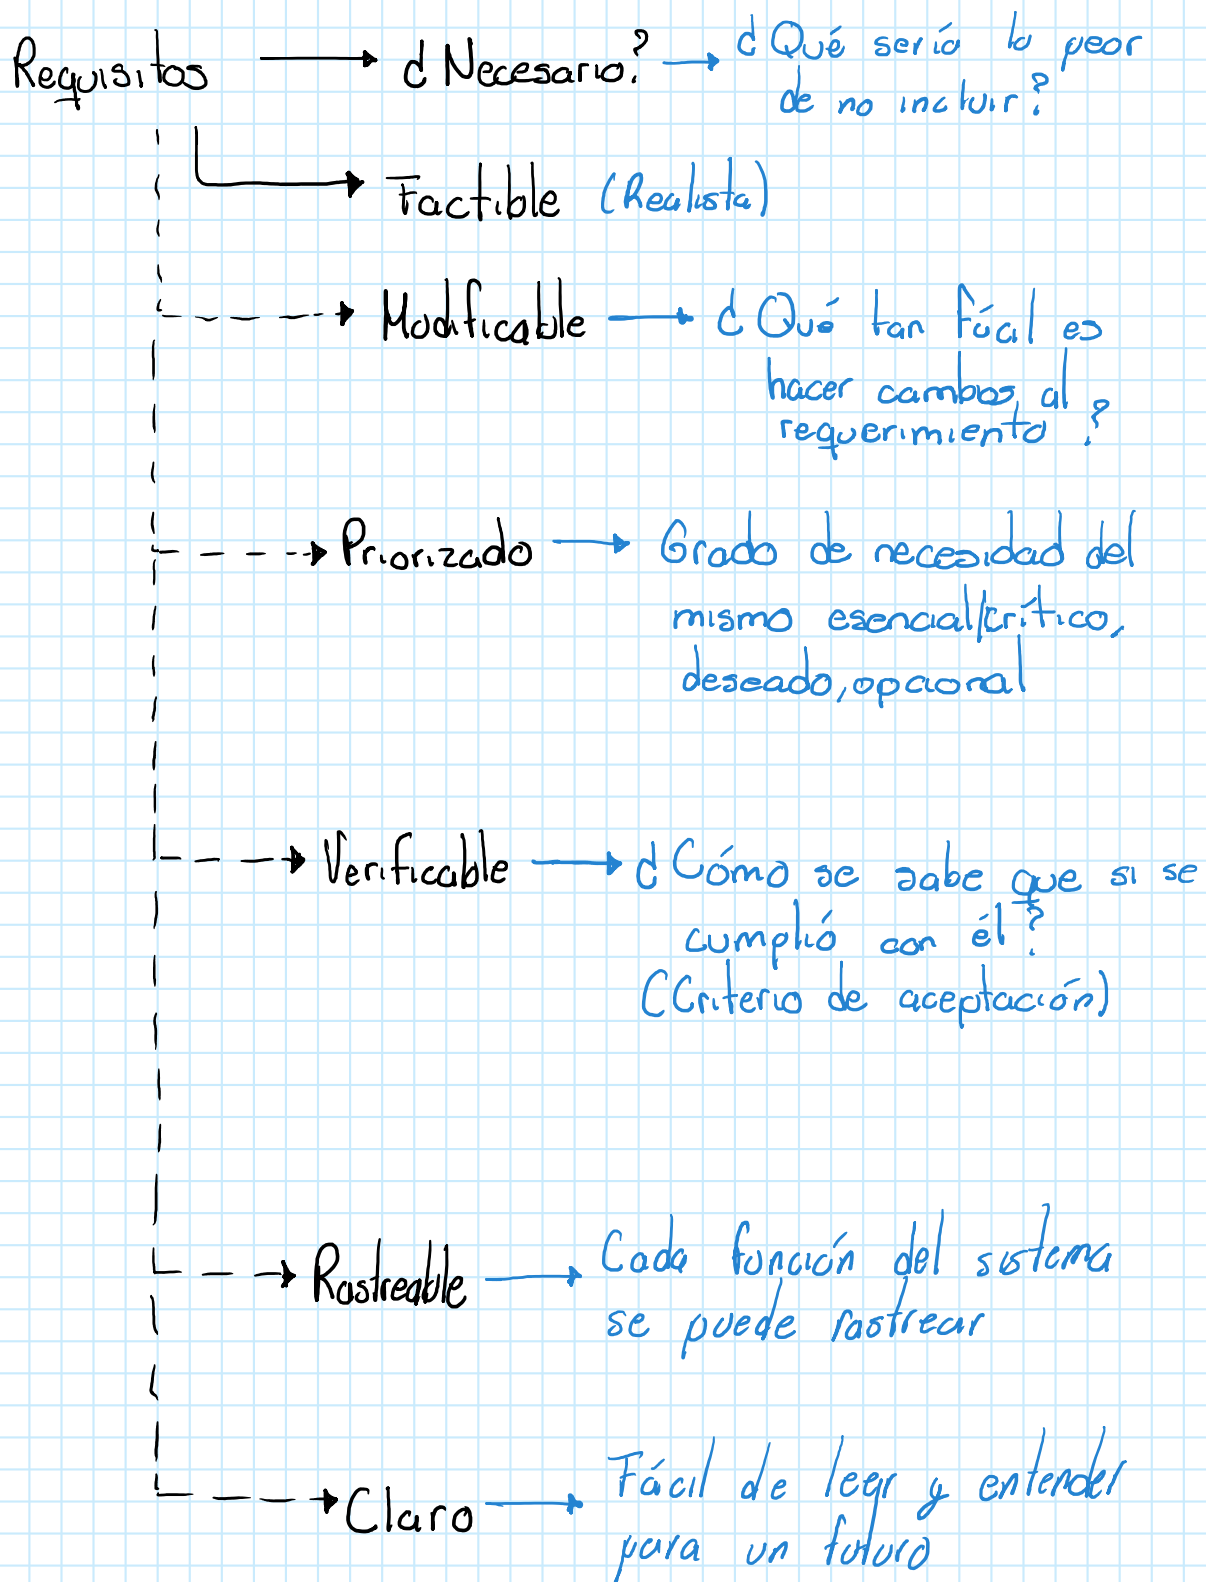 Requisitos → ¿Necesario? → ¿Qué sería lo peor
de no incluir?
Factible (Realista)
Modificable → ¿Qué tan fácil es
hacer cambios al
requerimiento?
Priorizado → Grado de necesidad del
mismo esencial/crítico,
deseado, opcional
Verificable → ¿Cómo se sabe que si se
cumplió con él?
(Criterio de aceptación)
Rastreable → Cada función del sistema
se puede rastrear
Claro → Fácil de leer y entender
para un futuro